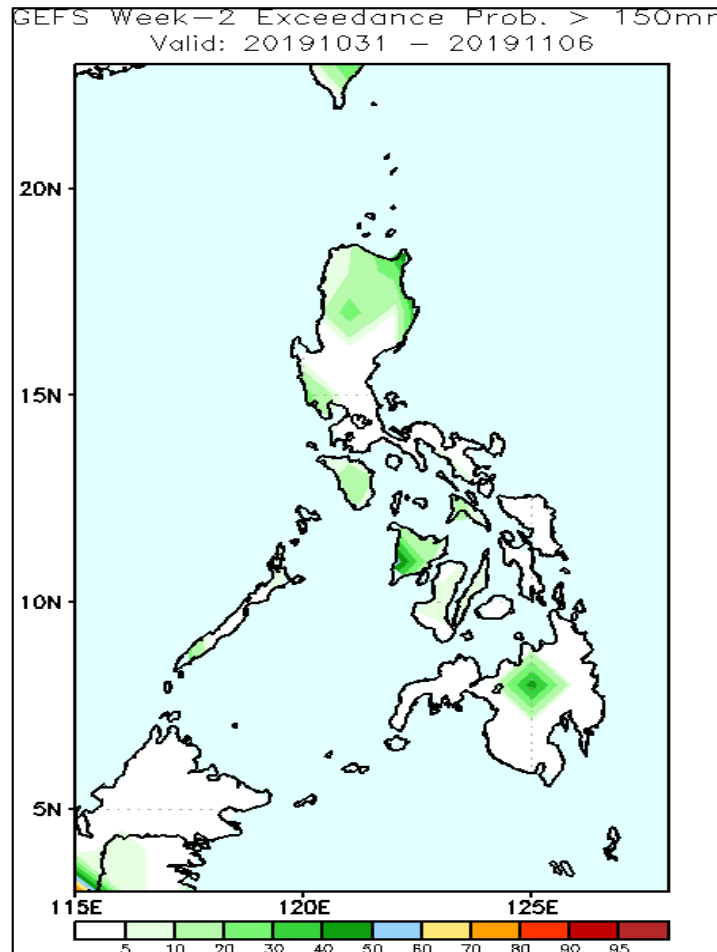 GEFS Week-2 Exceedance Prob. > 150mm
Valid: 20191031 - 20191106
20N
15N
10N
5N
115E 120E 125E
5 10 20 30 40 50 60 70 80 90 95